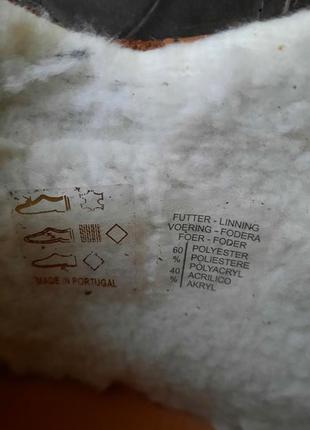 MADE IN PORTUGAL
FUTTER - LINNING
VOERING - FODERA
FOER - FODER
60 % POLYESTER
POLIESTERE
40 % POLYACRYL
ACRILICO
AKRYL